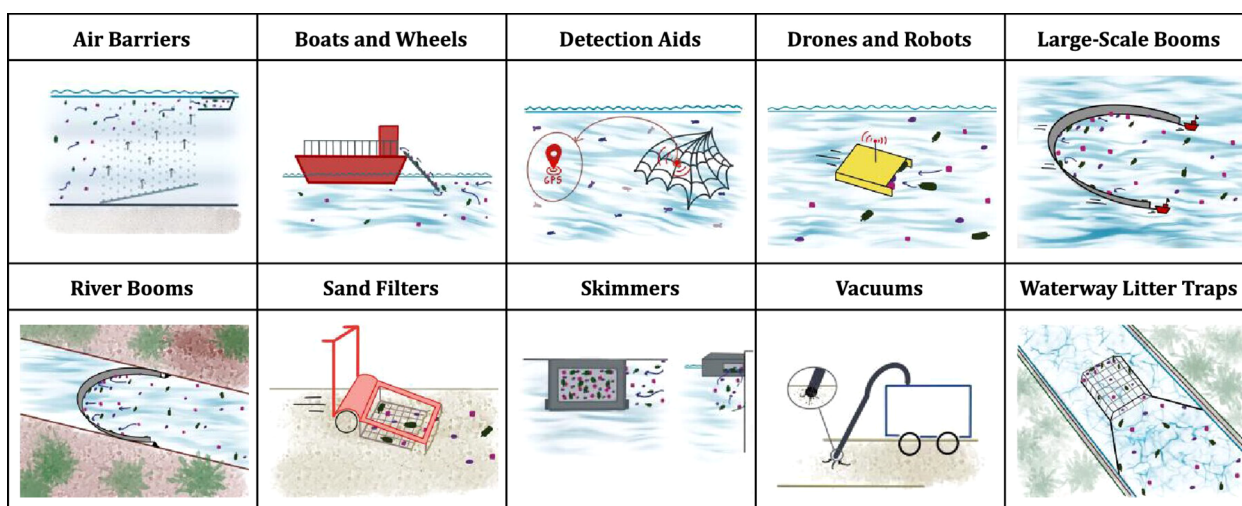 Air Barriers
Boats and Wheels
Detection Aids
Drones and Robots
Large-Scale Booms
GPS
River Booms
Sand Filters
Skimmers
Vacuums
Waterway Litter Traps